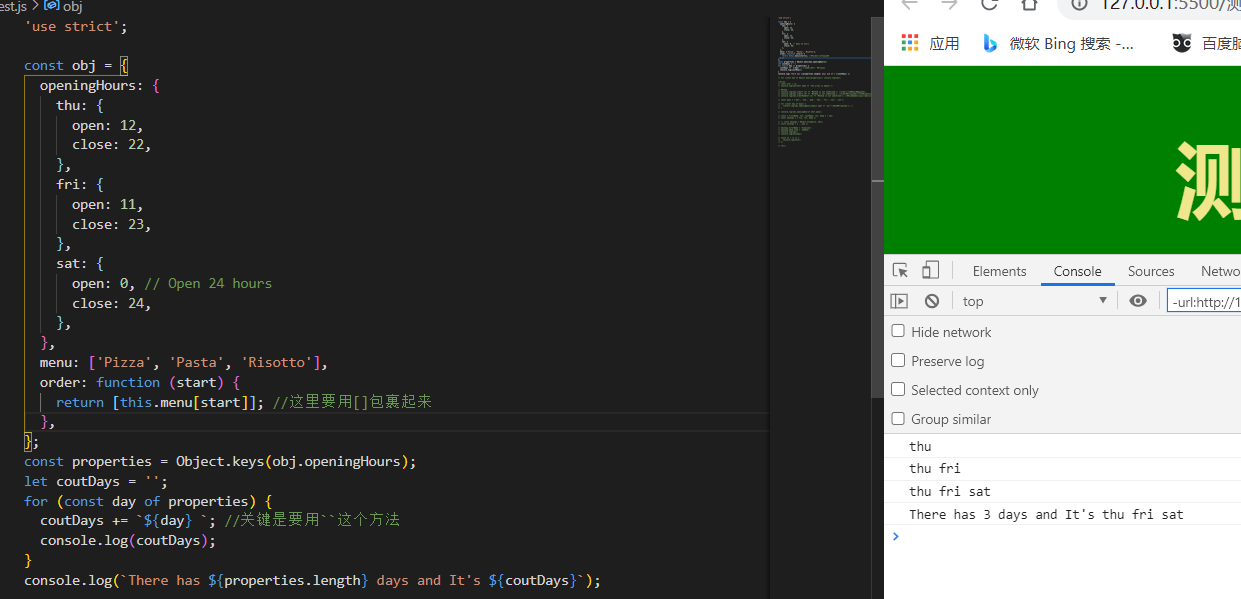 est.js > obj
'use strict';
const obj = {
openingHours: {
thu: {
open: 12,
close: 22,
},
fri: {
open: 11,
close: 23,
},
sat: {
open: 0, // Open 24 hours
close: 24,
},
},
menu: ['Pizza', 'Pasta', 'Risotto'],
order: function (start) {
return [this.menu[start]]; //这里要用[]包裹起来
},
};
const properties = Object.keys(obj.openingHours);
let coutDays = '';
for (const day of properties) {
coutDays += `${day} `; //关键是要用``这个方法
console.log(coutDays);
}
console.log(`There has ${properties.length} days and It's ${coutDays}`);
127.0.0.1:5500/测
应用 微软 Bing 搜索 -... 百度脑
测
Elements Console Sources Netwo
top -url:http://1
Hide network
Preserve log
Selected context only
Group similar
thu
thu fri
thu fri sat
There has 3 days and It's thu fri sat
>